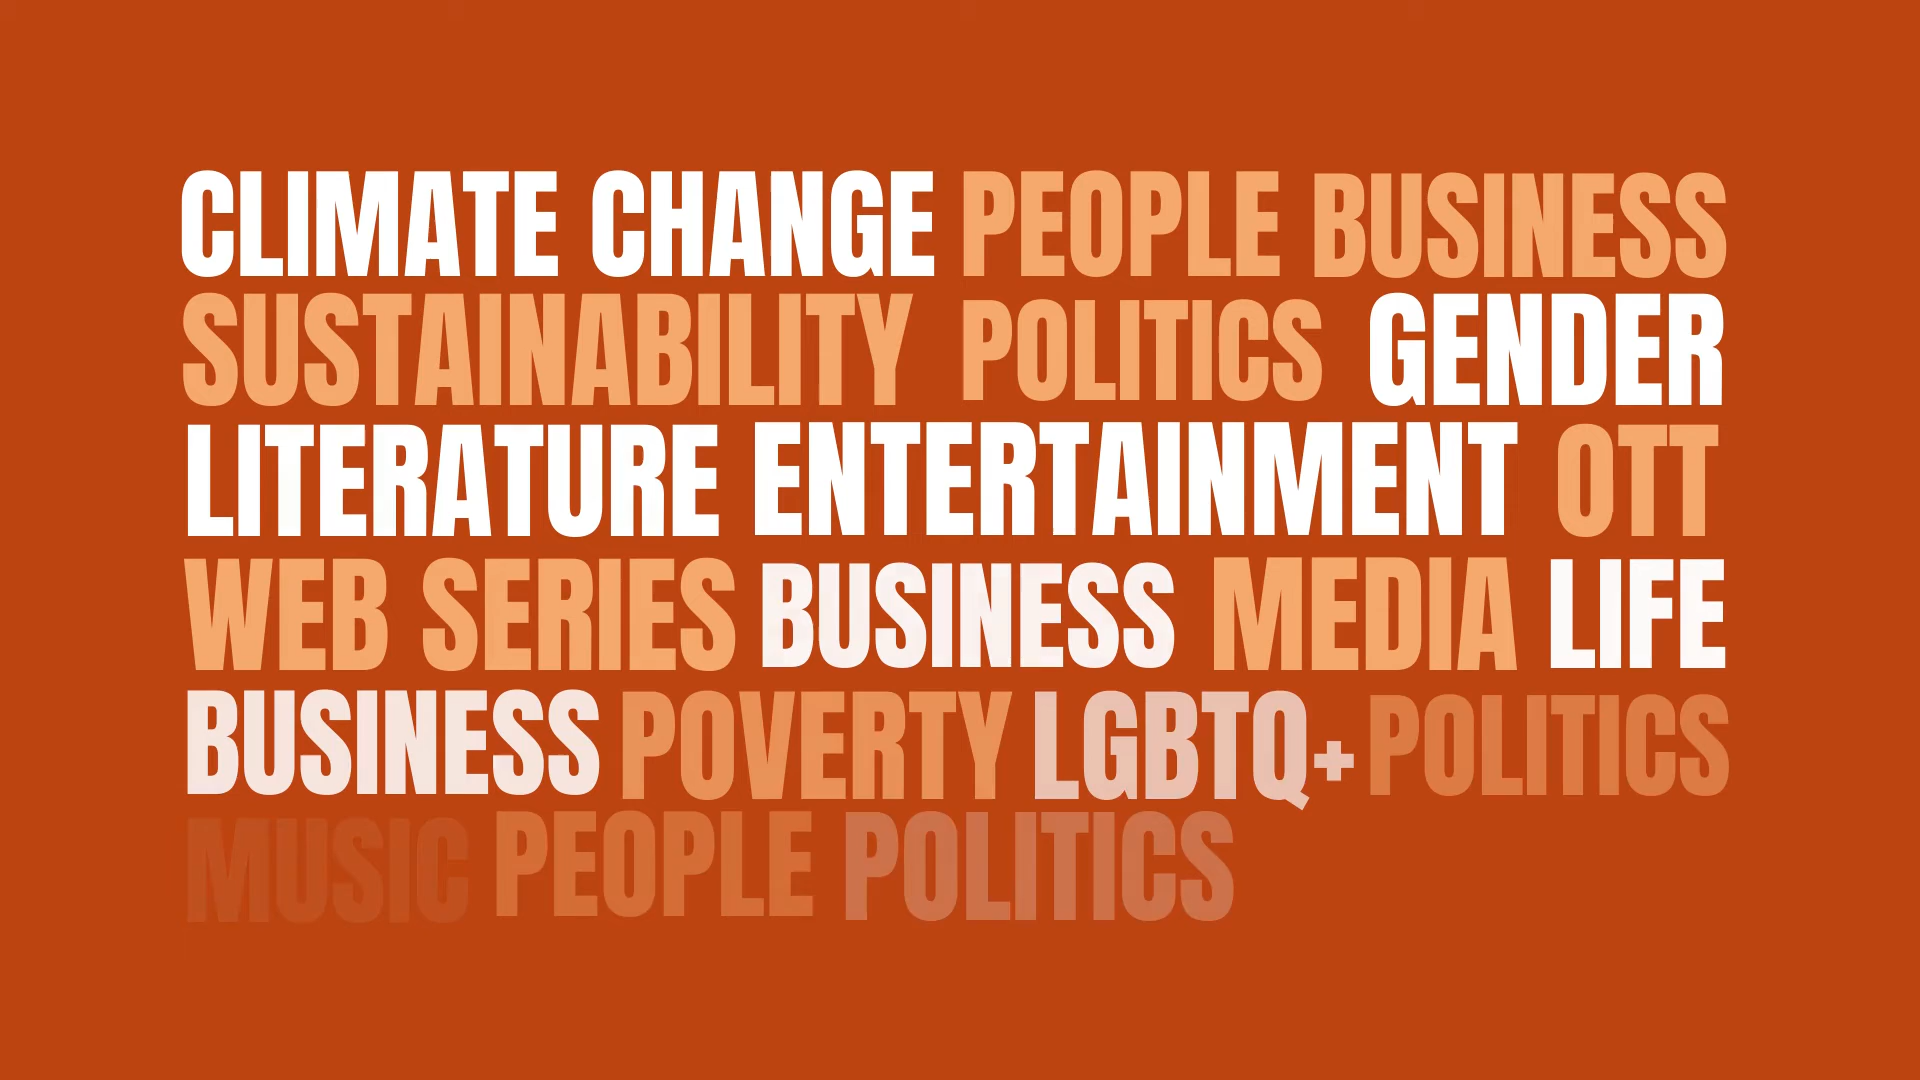 CLIMATE CHANGE PEOPLE BUSINESS
SUSTAINABILITY POLITICS GENDER
LITERATURE ENTERTAINMENT OTT
WEB SERIES BUSINESS MEDIA LIFE
BUSINESS POVERTY LGBTQ+ POLITICS
MUSIC PEOPLE POLITICS